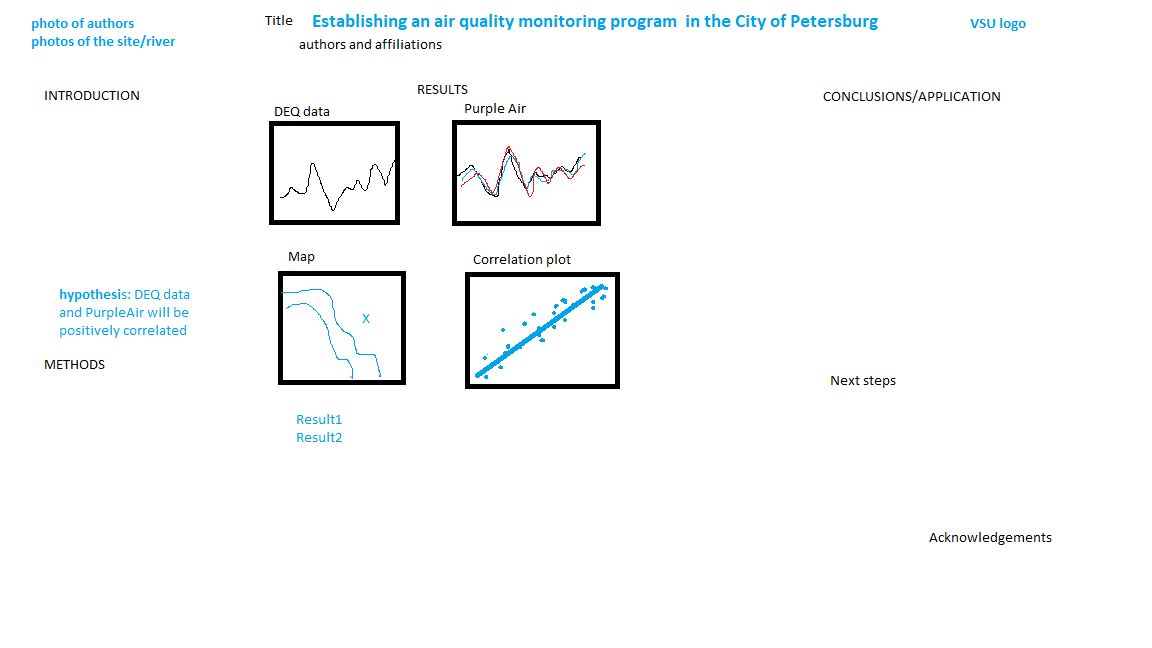 photo of authors
photos of the site/river
Title Establishing an air quality monitoring program in the City of Petersburg
authors and affiliations
VSU logo
INTRODUCTION
hypothesis: DEQ data
and PurpleAir will be
positively correlated
METHODS
RESULTS
DEQ data
Purple Air
Map
X
Correlation plot
Result1
Result2
CONCLUSIONS/APPLICATION
Next steps
Acknowledgements